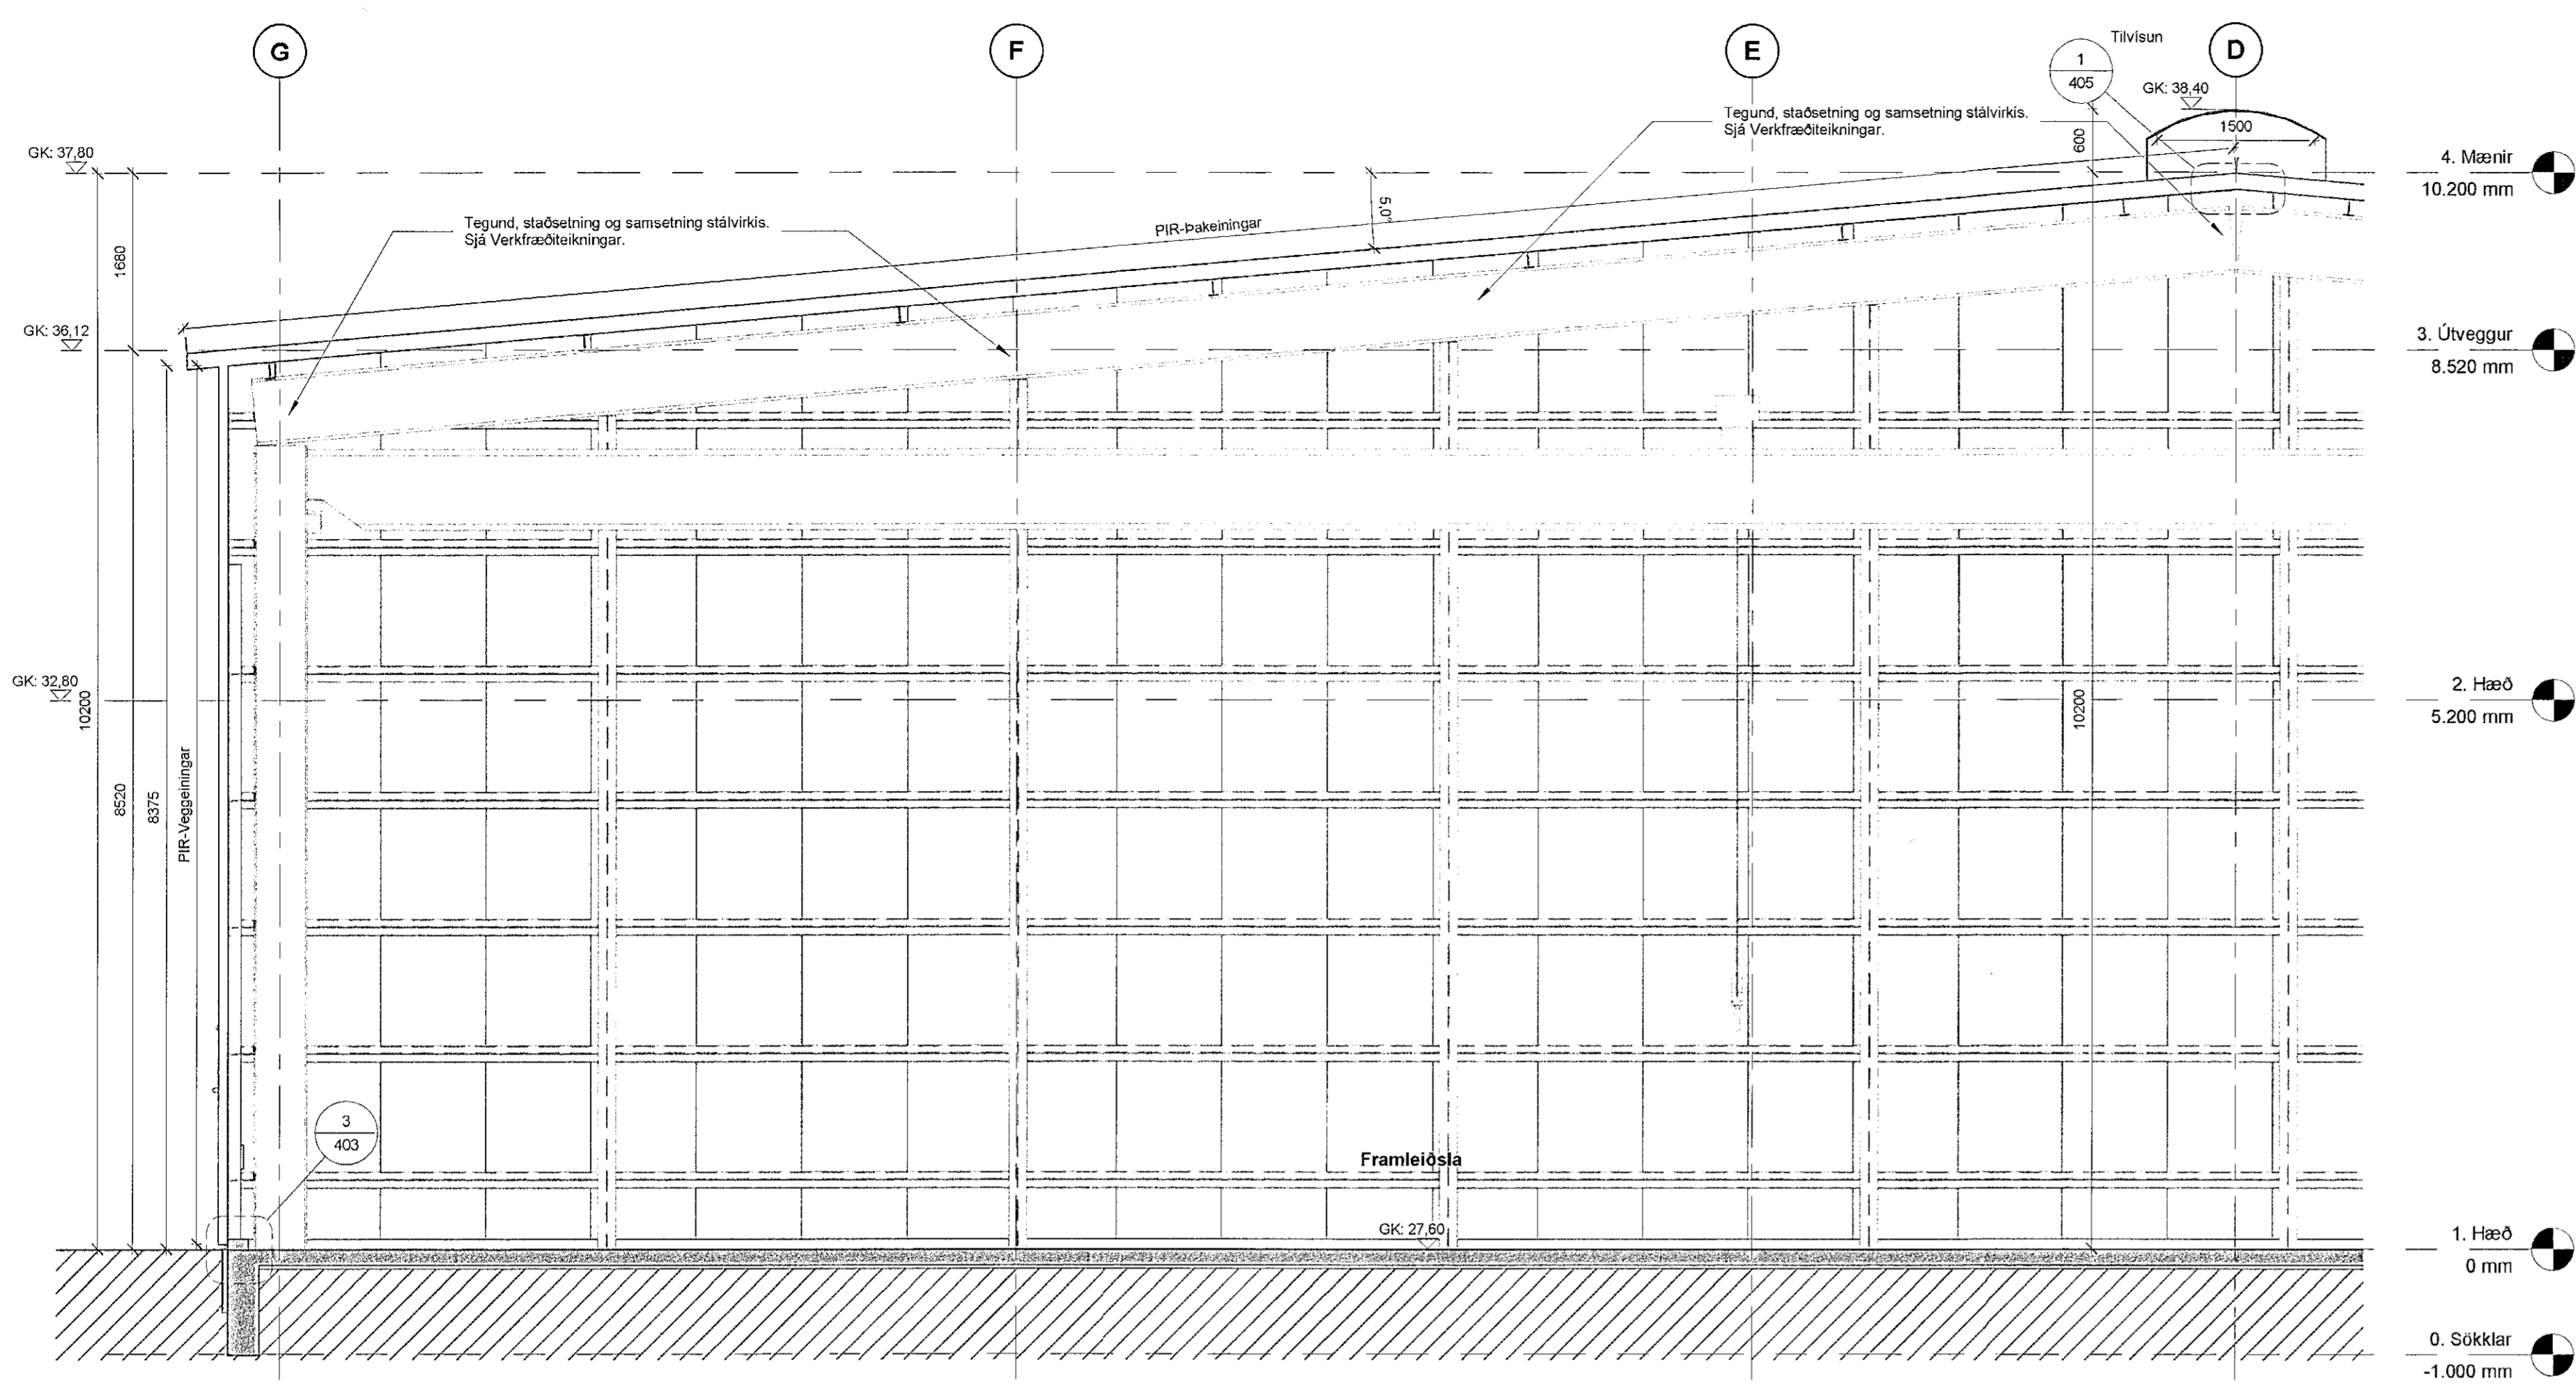 G
F
E
D
Tilvísun
1
405
GK: 38,40
1500
600
Tegund, staðsetning og samsetning stálvirkis.
Sjá Verkfræðiteikningar.
GK: 37,80
4. Mænir
10.200 mm
5,0°
PIR-Þakeiningar
Tegund, staðsetning og samsetning stálvirkis.
Sjá Verkfræðiteikningar.
1680
GK: 36,12
3. Útveggur
8.520 mm
GK: 32,80
10200
2. Hæð
5.200 mm
10200
8520
8375
PIR-Veggeiningar
3
403
Framleiðsla
GK: 27,60
1. Hæð
0 mm
0. Sökklar
-1.000 mm